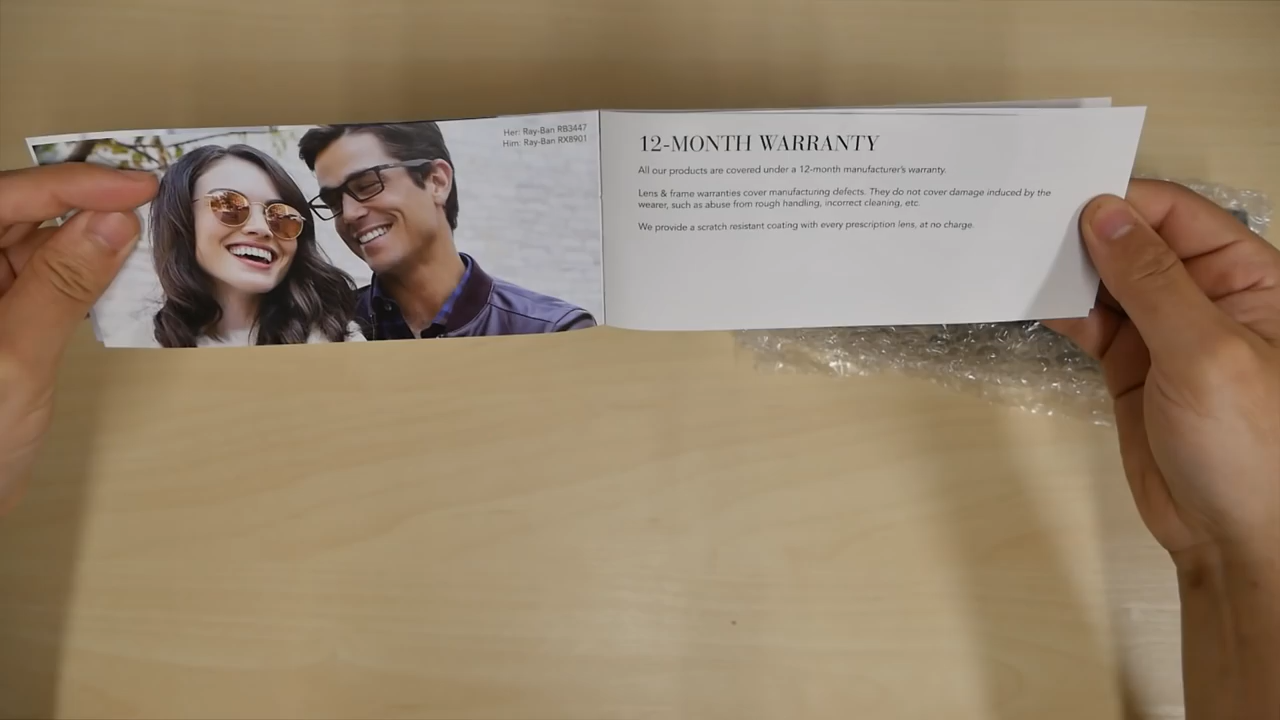 Her: Ray-Ban RB3447
Him: Ray-Ban RX8901
12-MONTH WARRANTY
All our products are covered under a 12-month manufacturer's warranty.
Lens & frame warranties cover manufacturing defects. They do not cover damage induced by the
wearer, such as abuse from rough handling, incorrect cleaning, etc.
We provide a scratch resistant coating with every prescription lens, at no charge.